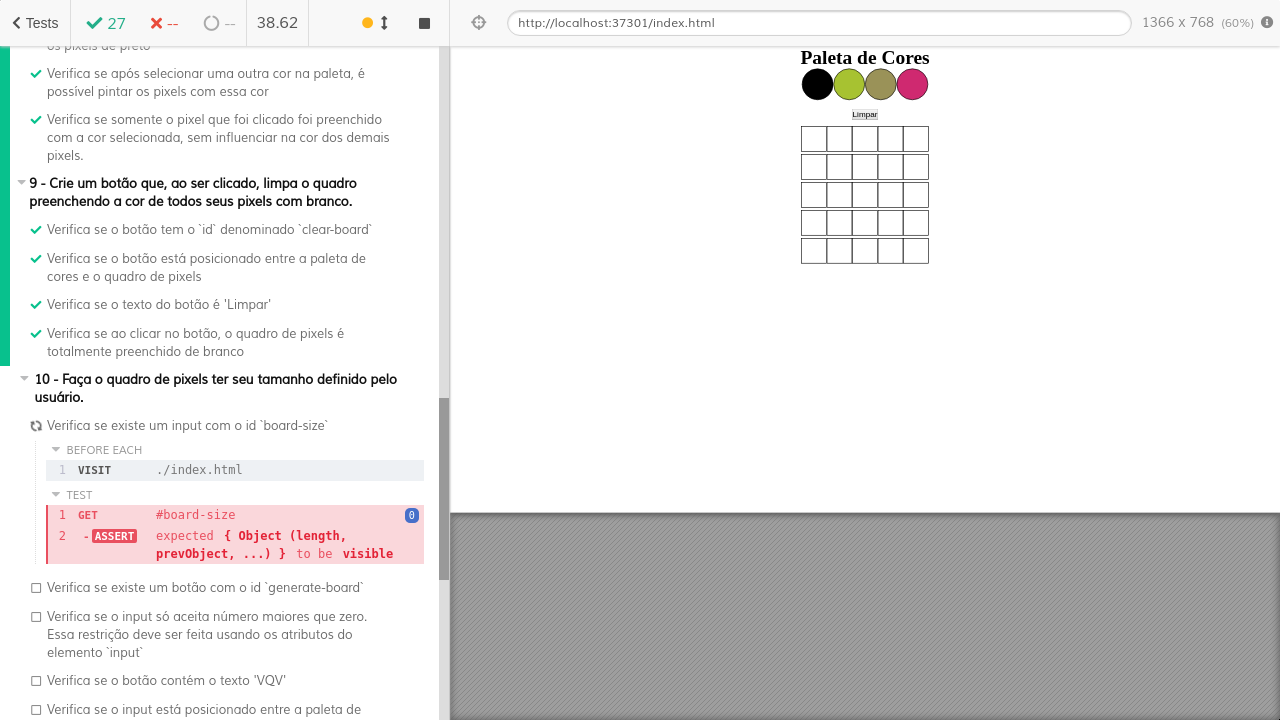 Tests
27
--
--
38.62
http://localhost:37301/index.html
1366 x 768 (60%)
os pixels de preto
Verifica se após selecionar uma outra cor na paleta, é
possível pintar os pixels com essa cor
Verifica se somente o pixel que foi clicado foi preenchido
com a cor selecionada, sem influenciar na cor dos demais
pixels.
9 - Crie um botão que, ao ser clicado, limpa o quadro
preenchendo a cor de todos seus pixels com branco.
Verifica se o botão tem o `id` denominado `clear-board`
Verifica se o botão está posicionado entre a paleta de
cores e o quadro de pixels
Verifica se o texto do botão é 'Limpar'
Verifica se ao clicar no botão, o quadro de pixels é
totalmente preenchido de branco
10 - Faça o quadro de pixels ter seu tamanho definido pelo
usuário.
Verifica se existe um input com o id `board-size`
BEFORE EACH
1 VISIT ./index.html
TEST
1 GET #board-size 0
2 -ASSERT expected { Object (length,
prevObject, ...) } to be visible
Verifica se existe um botão com o id `generate-board`
Verifica se o input só aceita número maiores que zero.
Essa restrição deve ser feita usando os atributos do
elemento `input`
Verifica se o botão contém o texto 'VQV'
Verifica se o input está posicionado entre a paleta de
Paleta de Cores
Limpar